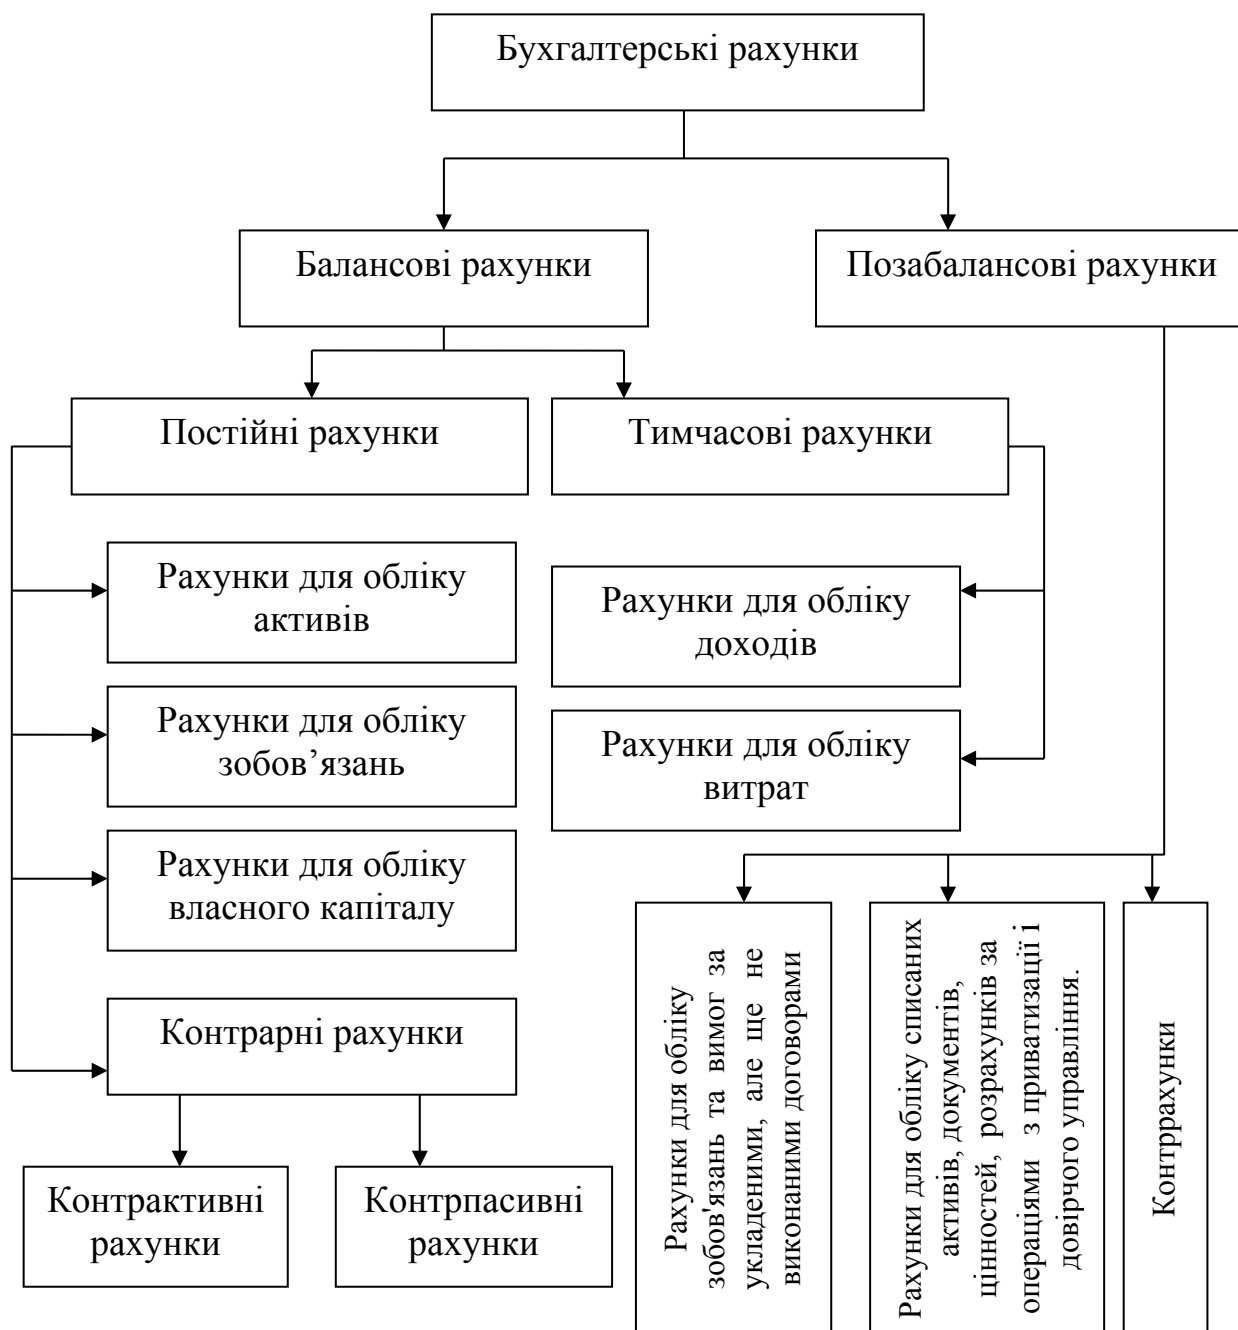 Бухгалтерські рахунки
Балансові рахунки
Позабалансові рахунки
Постійні рахунки
Тимчасові рахунки
Рахунки для обліку
активів
Рахунки для обліку
зобов’язань
Рахунки для обліку
власного капіталу
Контрарні рахунки
Контрактивні
рахунки
Контрпасивні
рахунки
Рахунки для обліку
доходів
Рахунки для обліку
витрат
Рахунки для обліку
зобов'язань та вимог за
укладеними, але ще не
виконаними договорами
Рахунки для обліку списаних
активів, документів,
цінностей, розрахунків за
операціями з приватизації і
довірчого управління.
Контррахунки